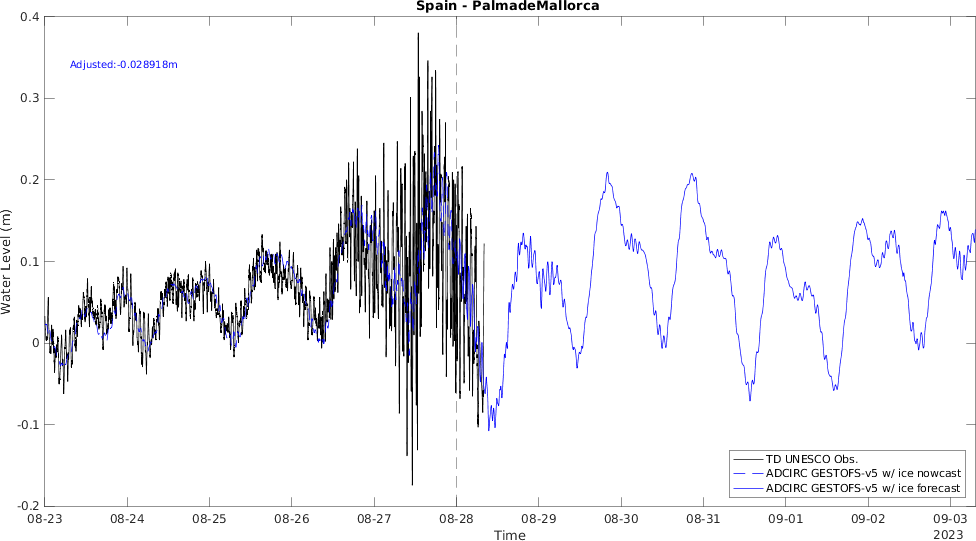 Spain - PalmadeMallorca
Adjusted:-0.028918m
Water Level (m)
0.4
0.3
0.2
0.1
0
-0.1
-0.2
TD UNESCO Obs.
ADCIRC GESTOFS-v5 w/ ice nowcast
ADCIRC GESTOFS-v5 w/ ice forecast
08-23 08-24 08-25 08-26 08-27 08-28 08-29 08-30 08-31 09-01 09-02 09-03
2023
Time